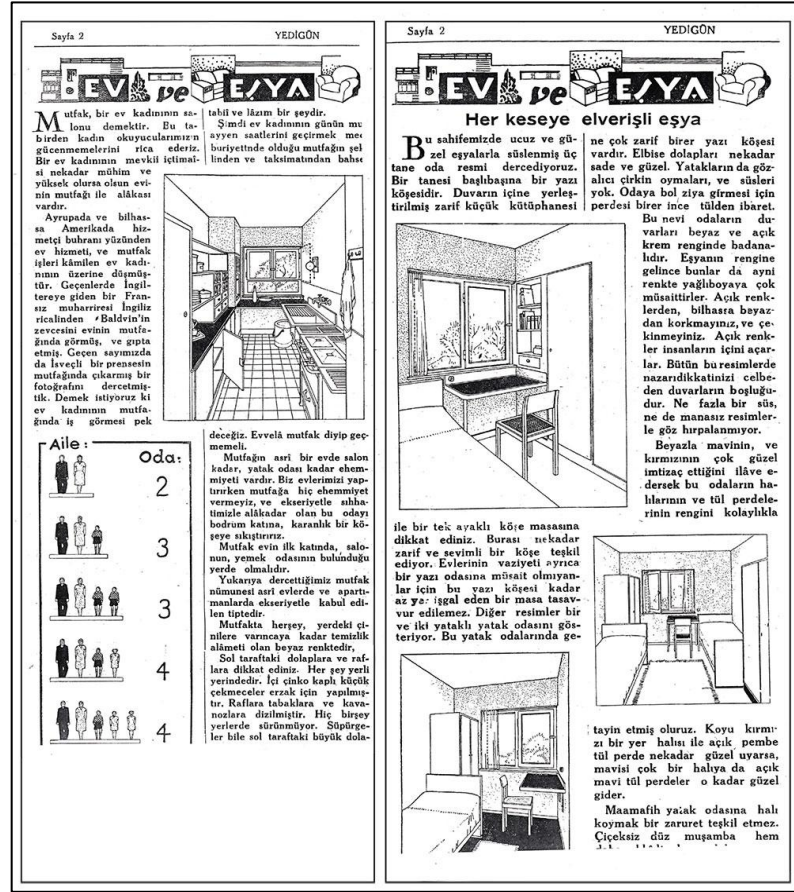 Sayfa 2
YEDİGÜN
EV ve EŞYA
Mutfak, bir ev kadınının sa-
lonu demektir. Bu ta-
birden kadın okuyucularımızın
gücenmemelerini rica ederiz.
Bir ev kadınının mevkii içtimaî-
si nekadar mühim ve
yüksek olursa olsun evi-
nin mutfağı ile alâkası
vardır.
Ayrupada ve bilhas-
sa Amerikada hiz-
metçi buhranı yüzünden
ev hizmeti, ve mutfak
işleri kâmilen ev kadı-
nının üzerine düşmüş-
tür. Geçenlerde İngil-
tereye giden bir Fran-
sız muharriresi İngiliz
ricalinden Baldvin'in
zevcesini evinin mutfa-
ğında görmüş, ve gıpta
etmiş. Geçen sayımızda
da İsveçli bir prensesin
mutfağında çıkarmış bir
fotoğrafını dercetmiş-
tik. Demek istiyoruz ki
ev kadınının mutfa-
ğında iş görmesi pek
tabiî ve lâzım bir şeydir.
Şimdi ev kadınının günün mu
ayyen saatlerini geçirmek mec
buriyetinde olduğu mutfağın şek
linden ve taksimatından bahse
Aile:
Oda:
2
3
3
4
4
deceğiz. Evvelâ mutfak diyip geç-
memeli.
Mutfağın asrî bir evde salon
kadar, yatak odası kadar ehem-
miyeti vardır. Biz evlerimizi yap-
tırırken mutfağa hiç ehemmiyet
vermeyiz, ve ekseriyetle sıhha-
timizle alâkadar olan bu odayı
bodrum katına, karanlık bir kö-
şeye sıkıştırırız.
Mutfak evin ilk katında, salo-
nun, yemek odasının bulunduğu
yerde olmalıdır.
Yukarıya dercettiğimiz mutfak
nümunesi asrî evlerde ve aparti-
manlarda ekseriyetle kabul edi-
len tiptedir.
Mutfakta herşey, yerdeki çi-
nilere varıncaya kadar temizlik
alâmeti olan beyaz renktedir,
Sol taraftaki dolaplara ve raf-
lara dikkat ediniz. Her şey yerli
yerindedir. İçi çinko kaplı küçük
çekmeceler erzak için yapılmış-
tır. Raflara tabaklara ve kava-
nozlara dizilmiştir. Hiç birşey
yerlerde sürünmüyor. Süpürge-
ler bile sol taraftaki büyük dola-
Sayfa 2
YEDİGÜN
EV ve EŞYA
Her keseye elverişli eşya
Bu sahifemizde ucuz ve gü-
zel eşyalarla süslenmiş üç
tane oda resmi dercediyoruz.
Bir tanesi başlıbaşına bir yazı
köşesidir. Duvarın içine yerleş-
tirilmiş zarif küçük kütüphanesi
ile bir tek ayaklı köşe masasına
dikkat ediniz. Burası nekadar
zarif ve sevimli bir köşe teşkil
ediyor. Evlerinin vaziyeti ayrıca
bir yazı odasına müsait olmıyan-
lar için bu yazı köşesi kadar
az yer işgal eden bir masa tasav-
vur edilemez. Diğer resimler bir
ve iki yataklı yatak odasını gös-
teriyor. Bu yatak odalarında ge-
ne çok zarif birer yazı köşesi
vardır. Elbise dolapları nekadar
sade ve güzel. Yatakların da göz-
alıcı çirkin oymaları, ve süsleri
yok. Odaya bol ziya girmesi için
perdesi birer ince tülden ibaret.
Bu nevi odaların du-
varları beyaz ve açık
krem renginde badana-
lıdır. Eşyanın rengine
gelince bunlar da ayni
renkte yağlıboyaya çok
müsaittirler. Açık renk-
lerden, bilhassa beyaz-
dan korkmayınız, ve çe-
kinmeyiniz. Açık renk-
ler insanların içini açar-
lar. Bütün bu resimlerde
nazarıdikkatinizi celbe-
den duvarların boşluğu-
dur. Ne fazla bir süs,
ne de manasız resimler-
le göz hırpalanmıyor.
Beyazla mavinin, ve
kırmızının çok güzel
imtizaç ettiğini ilâve e-
dersek bu odaların ha-
lılarının ve tül perdele-
rinin rengini kolaylıkla
tayin etmiş oluruz. Koyu kırmı-
zı bir yer halısı ile açık pembe
tül perde nekadar güzel uyarsa,
mavisi çok bir halıya da açık
mavi tül perdeler o kadar güzel
gider.
Maamafih yatak odasına halı
koymak bir zaruret teşkil etmez.
Çiçeksiz düz muşamba hem